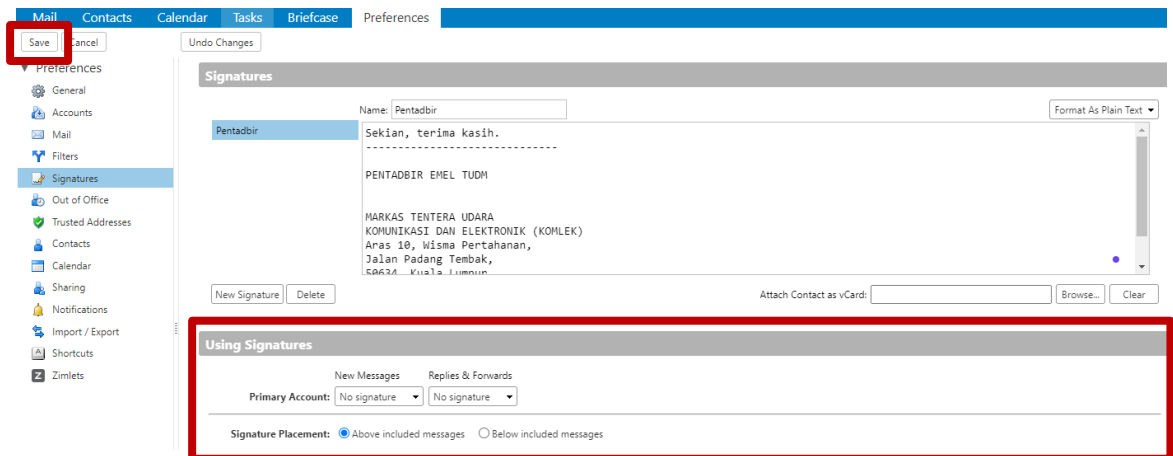 Mail Contacts Calendar Tasks Briefcase Preferences
Save Cancel Undo Changes
Preferences
General
Accounts
Mail
Filters
Signatures
Out of Office
Trusted Addresses
Contacts
Calendar
Sharing
Notifications
Import / Export
Shortcuts
Zimlets
Signatures
Name: Pentadbir
Format As Plain Text
Pentadbir
Sekian, terima kasih.
------------------------------
PENTADBIR EMEL TUDM
MARKAS TENTERA UDARA
KOMUNIKASI DAN ELEKTRONIK (KOMLEK)
Aras 10, Wisma Pertahanan,
Jalan Padang Tembak,
50634, Kuala Lumpur
New Signature Delete Attach Contact as vCard: Browse... Clear
Using Signatures
New Messages Replies & Forwards
Primary Account: No signature No signature
Signature Placement: Above included messages Below included messages